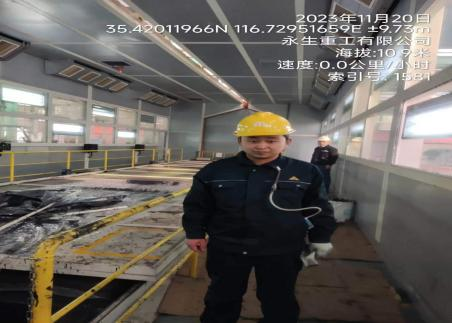 2023年11月20日
35.42011966N 116.72951659E ±9.73m
永生重工有限公司
海拔:10.9米
速度:0.0公里/小时
索引号: 1581